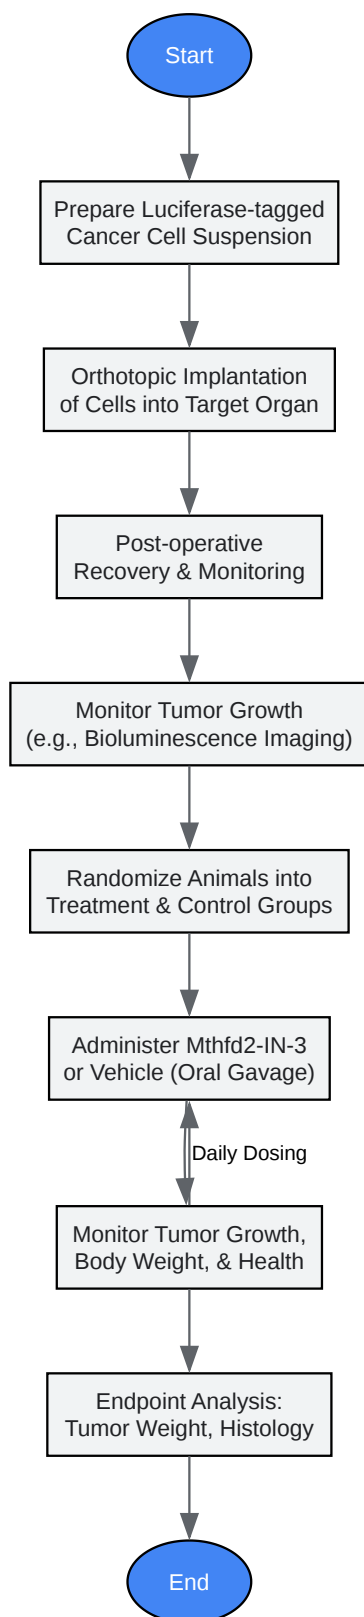 Start
Prepare Luciferase-tagged
Cancer Cell Suspension
Orthotopic Implantation
of Cells into Target Organ
Post-operative
Recovery & Monitoring
Monitor Tumor Growth
(e.g., Bioluminescence Imaging)
Randomize Animals into
Treatment & Control Groups
Administer Mthfd2-IN-3
or Vehicle (Oral Gavage)
Daily Dosing
Monitor Tumor Growth,
Body Weight, & Health
Endpoint Analysis:
Tumor Weight, Histology
End